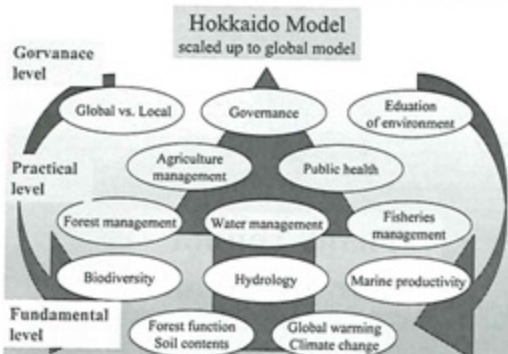 Hokkaido Model
scaled up to global model
Gorvanace
level
Global vs. Local
Governance
Eduation
of environment
Agriculture
management
Public health
Practical
level
Forest management
Water management
Fisheries
management
Biodiversity
Hydrology
Marine productivity
Fundamental
level
Forest function
Soil contents
Global warming
Climate change